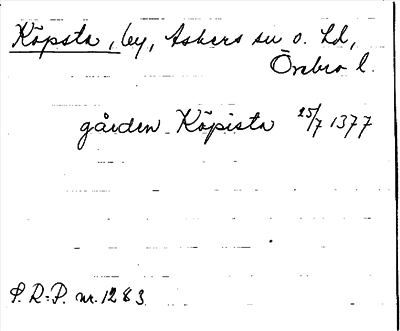 Köpsta, by, Askers sn o. hd,
Örebro l.
gården Köpista 25/7 1377
S. R-P. nr. 1283